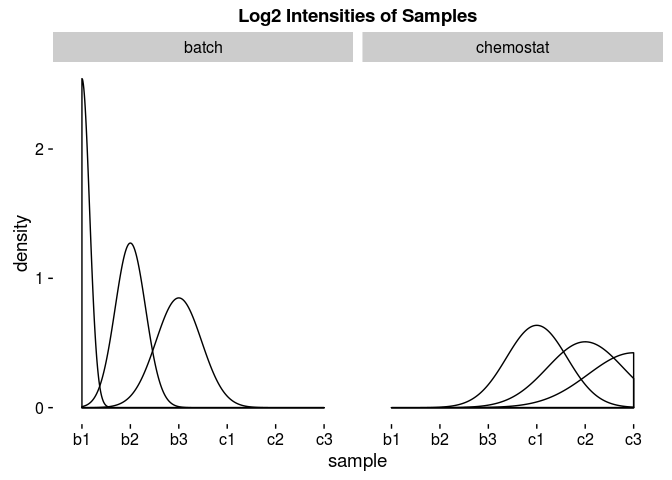 Log2 Intensities of Samples
batch chemostat
density
2
1
0
b1 b2 b3 c1 c2 c3 b1 b2 b3 c1 c2 c3
sample